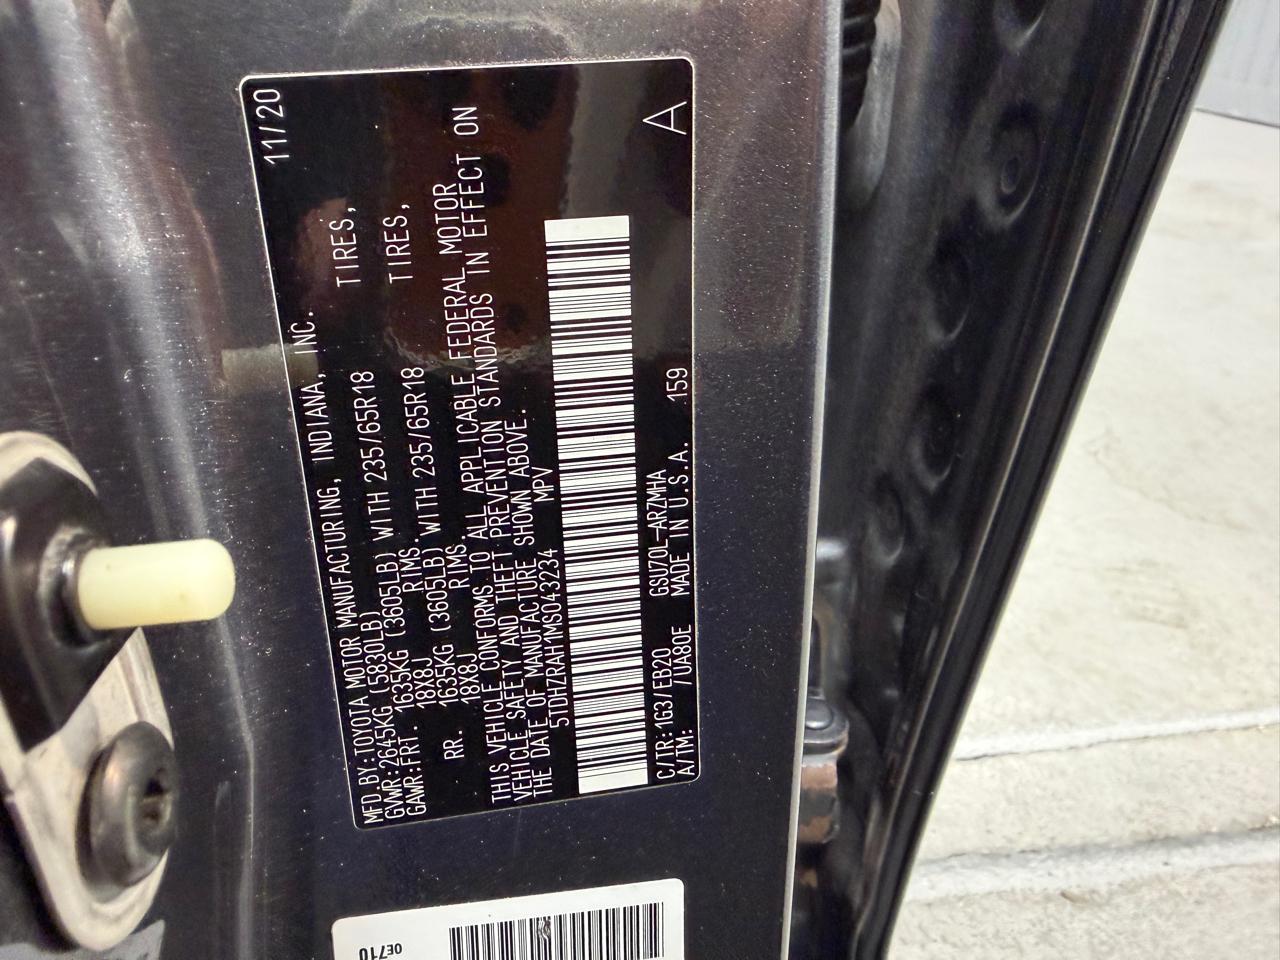 MFD.BY:TOYOTA MOTOR MANUFACTURING, INDIANA, INC. 11/20
GVWR:2645KG (5830LB)
GAWR:FRT. 1635KG (3605LB) WITH 235/65R18 TIRES,
18X8J RIMS.
RR. 1635KG (3605LB) WITH 235/65R18 TIRES,
18X8J RIMS.
THIS VEHICLE CONFORMS TO ALL APPLICABLE FEDERAL MOTOR
VEHICLE SAFETY AND THEFT PREVENTION STANDARDS IN EFFECT ON
THE DATE OF MANUFACTURE SHOWN ABOVE.
5TDHZRAH1MS043234 MPV
C/TR:1G3/EB20 GSU70L-ARZMHA
A/TM: /UA80E MADE IN U.S.A. 159 A
0E710